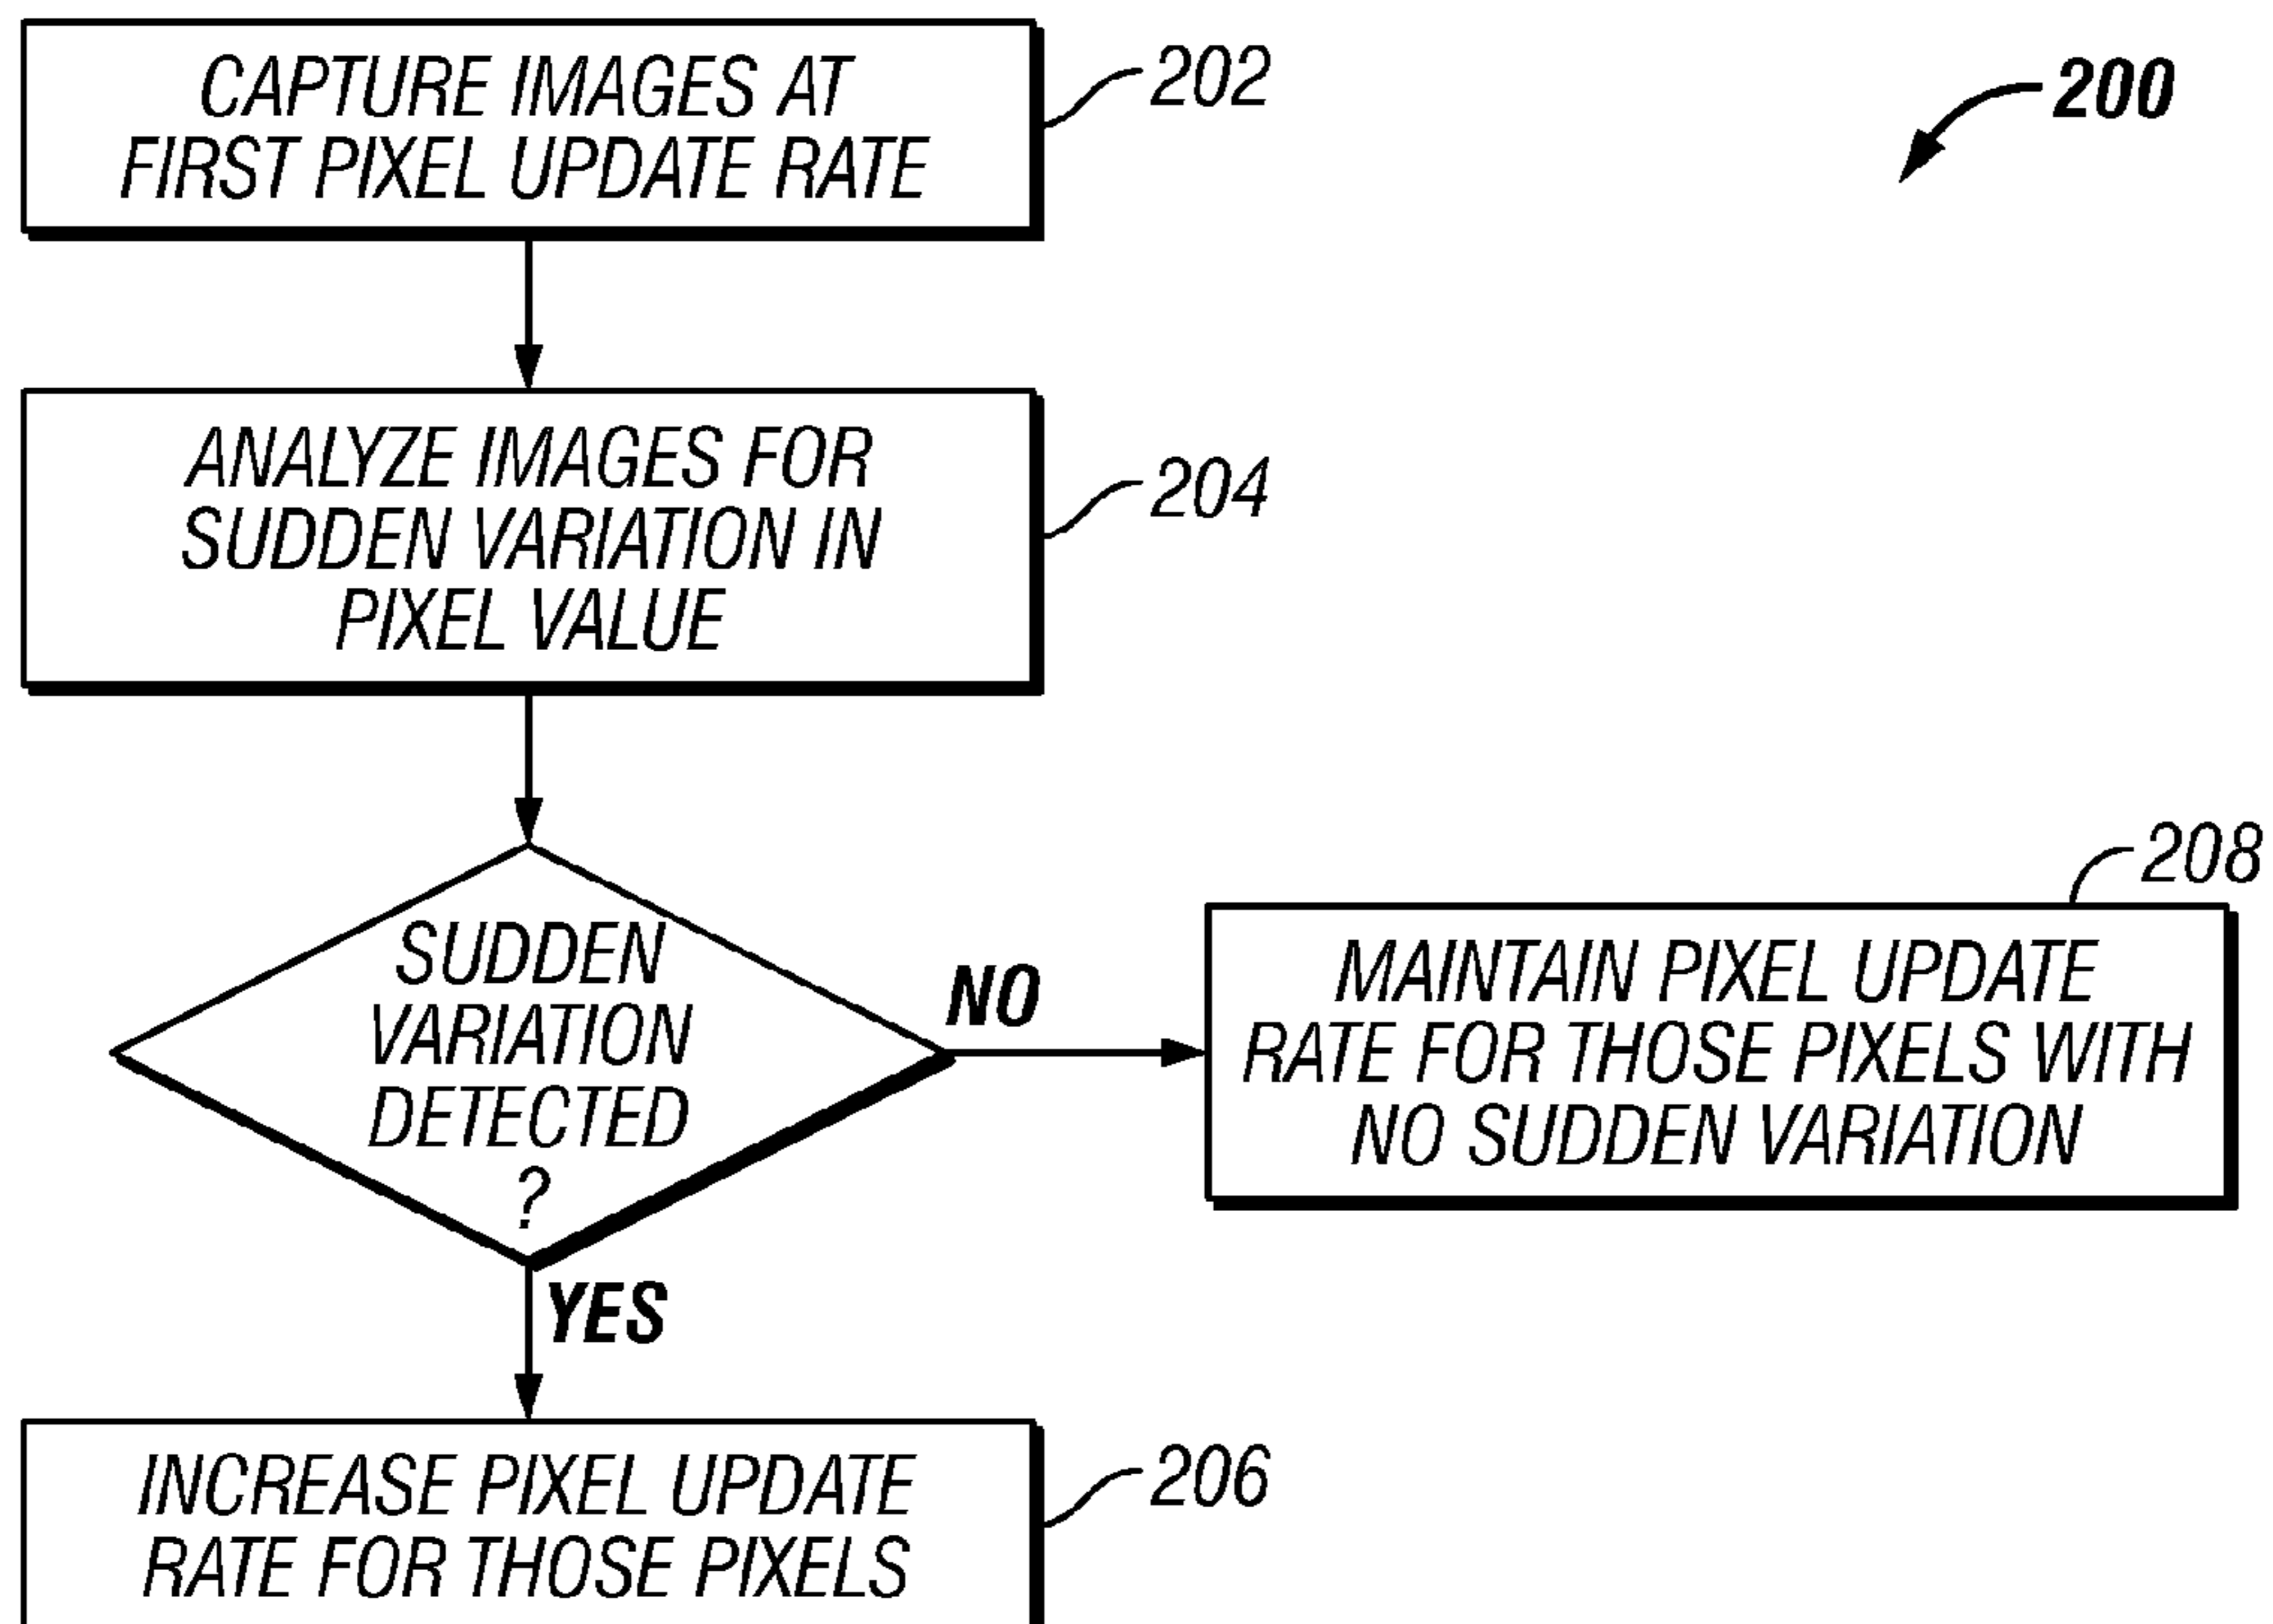 CAPTURE IMAGES AT
FIRST PIXEL UPDATE RATE
202
200
ANALYZE IMAGES FOR
SUDDEN VARIATION IN
PIXEL VALUE
204
SUDDEN
VARIATION
DETECTED
?
NO
208
MAINTAIN PIXEL UPDATE
RATE FOR THOSE PIXELS WITH
NO SUDDEN VARIATION
YES
INCREASE PIXEL UPDATE
RATE FOR THOSE PIXELS
206